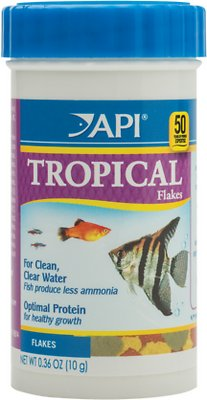 API
50
TROPICAL
Flakes
For Clean,
Clear Water
Fish produce less ammonia
Optimal Protein
for healthy growth
FLAKES
NET WT 0.36 OZ (10 g)